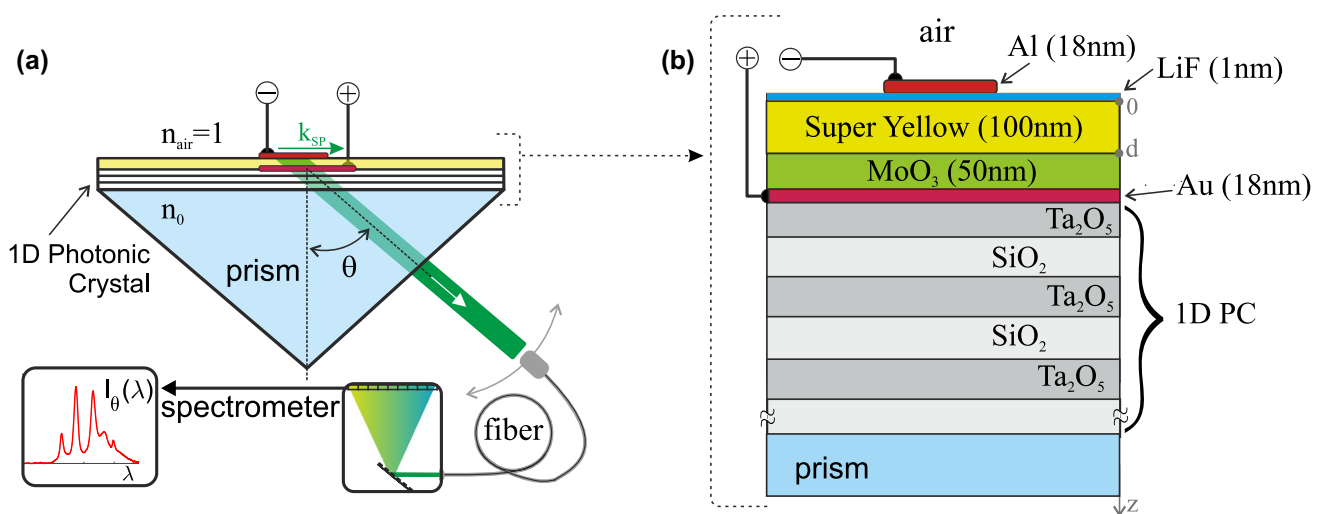 (a)
−
+
n_air=1
k_SP
n_0
1D Photonic
Crystal
prism
θ
I_θ(λ)
λ
spectrometer
fiber
(b)
air
+
−
Al (18nm)
LiF (1nm)
0
Super Yellow (100nm)
d
MoO_3 (50nm)
Au (18nm)
Ta_2O_5
SiO_2
Ta_2O_5
SiO_2
Ta_2O_5
1D PC
prism
z